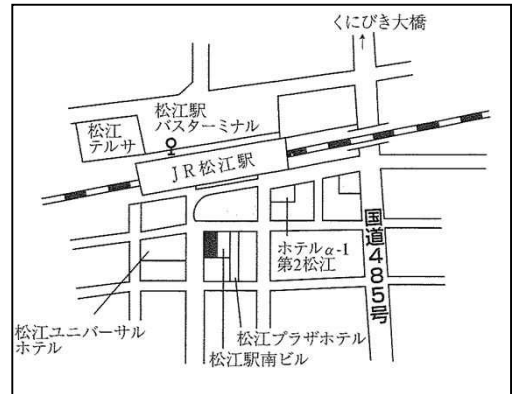 くにびき大橋
↑
松江駅
バスターミナル
松江
テルサ
JR松江駅
ホテルα-1
第2松江
国道485号
松江ユニバーサル
ホテル
松江プラザホテル
松江駅南ビル